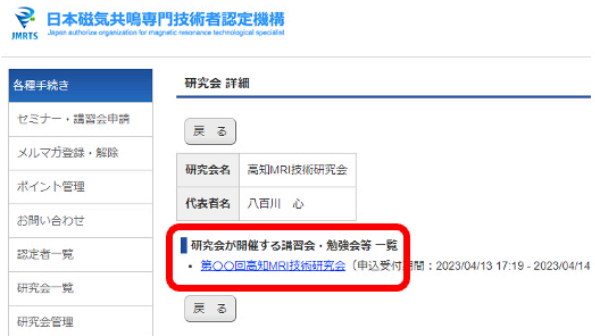 日本磁気共鳴専門技術者認定機構
JMRTS
Japan authorize organization for magnetic resonance technological specialist
各種手続き
セミナー・講習会申請
メルマガ登録・解除
ポイント管理
お問い合わせ
認定者一覧
研究会一覧
研究会管理
研究会 詳細
戻 る
研究会名 高知MRI技術研究会
代表者名 八百川 心
研究会が開催する講習会・勉強会等 一覧
・ 第〇〇回高知MRI技術研究会（申込受付期間：2023/04/13 17:19 - 2023/04/14
戻 る